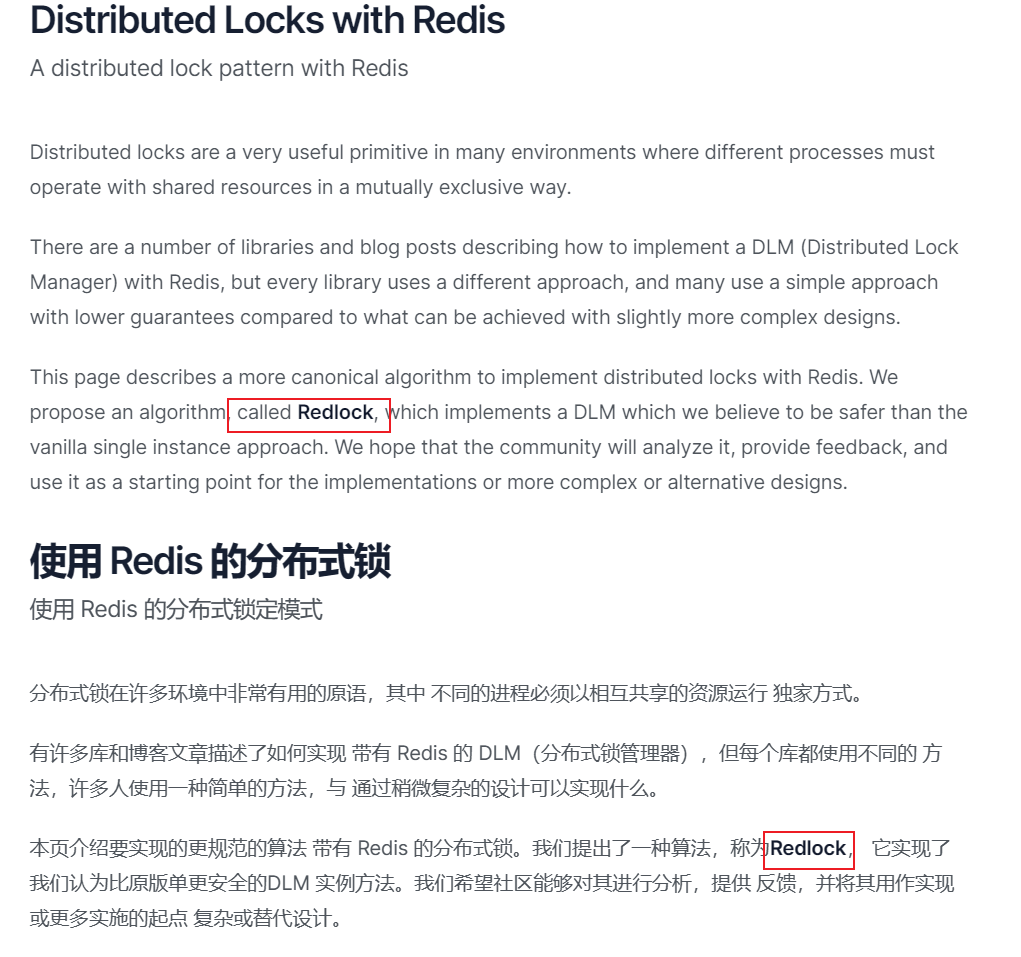 Distributed Locks with Redis
A distributed lock pattern with Redis
Distributed locks are a very useful primitive in many environments where different processes must
operate with shared resources in a mutually exclusive way.
There are a number of libraries and blog posts describing how to implement a DLM (Distributed Lock
Manager) with Redis, but every library uses a different approach, and many use a simple approach
with lower guarantees compared to what can be achieved with slightly more complex designs.
This page describes a more canonical algorithm to implement distributed locks with Redis. We
propose an algorithm, called Redlock, which implements a DLM which we believe to be safer than the
vanilla single instance approach. We hope that the community will analyze it, provide feedback, and
use it as a starting point for the implementations or more complex or alternative designs.
使用 Redis 的分布式锁
使用 Redis 的分布式锁定模式
分布式锁在许多环境中非常有用的原语，其中 不同的进程必须以相互共享的资源运行 独家方式。
有许多库和博客文章描述了如何实现 带有 Redis 的 DLM（分布式锁管理器），但每个库都使用不同的 方
法，许多人使用一种简单的方法，与 通过稍微复杂的设计可以实现什么。
本页介绍要实现的更规范的算法 带有 Redis 的分布式锁。我们提出了一种算法，称为Redlock， 它实现了
我们认为比原版单更安全的DLM 实例方法。我们希望社区能够对其进行分析，提供 反馈，并将其用作实现
或更多实施的起点 复杂或替代设计。